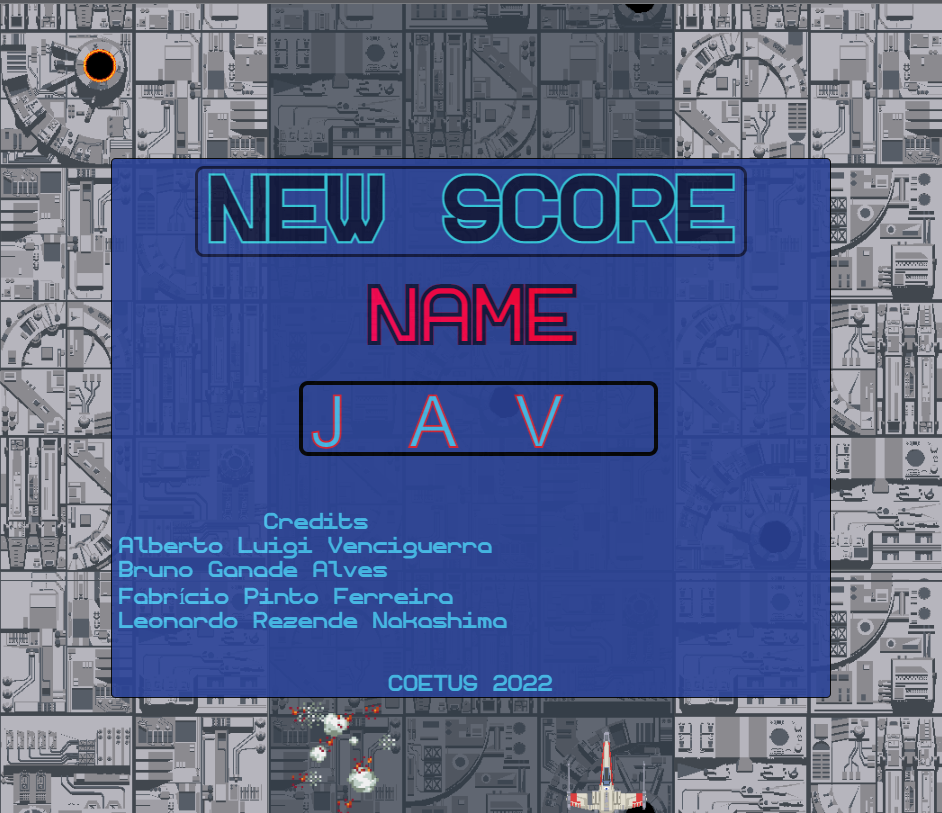 NEW SCORE
NAME
J A V
Credits
Alberto Luigi Venciguerra
Bruno Ganade Alves
Fabrício Pinto Ferreira
Leonardo Rezende Nakashima
COETUS 2022